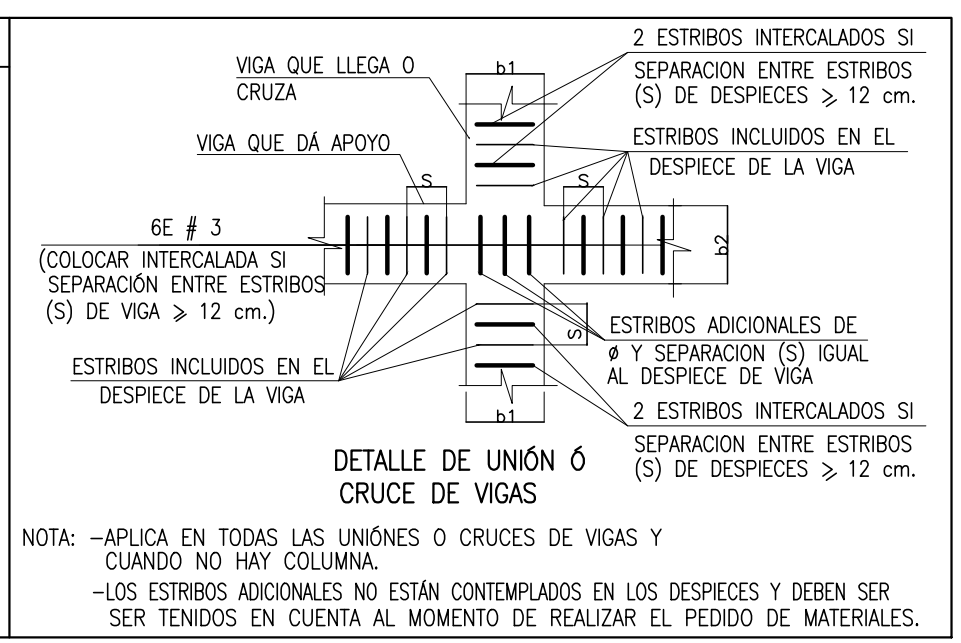 2 ESTRIBOS INTERCALADOS SI
SEPARACION ENTRE ESTRIBOS
(S) DE DESPIECES ⩾ 12 cm.
VIGA QUE LLEGA O
CRUZA
b1
ESTRIBOS INCLUIDOS EN EL
DESPIECE DE LA VIGA
VIGA QUE DÁ APOYO
S
S
6E # 3
(COLOCAR INTERCALADA SI
SEPARACIÓN ENTRE ESTRIBOS
(S) DE VIGA ⩾ 12 cm.)
b2
S
ESTRIBOS ADICIONALES DE
ø Y SEPARACION (S) IGUAL
AL DESPIECE DE VIGA
ESTRIBOS INCLUIDOS EN EL
DESPIECE DE LA VIGA
b1
2 ESTRIBOS INTERCALADOS SI
SEPARACION ENTRE ESTRIBOS
(S) DE DESPIECES ⩾ 12 cm.
DETALLE DE UNIÓN Ó
CRUCE DE VIGAS
NOTA: –APLICA EN TODAS LAS UNIÓNES O CRUCES DE VIGAS Y
CUANDO NO HAY COLUMNA.
–LOS ESTRIBOS ADICIONALES NO ESTÁN CONTEMPLADOS EN LOS DESPIECES Y DEBEN SER
SER TENIDOS EN CUENTA AL MOMENTO DE REALIZAR EL PEDIDO DE MATERIALES.